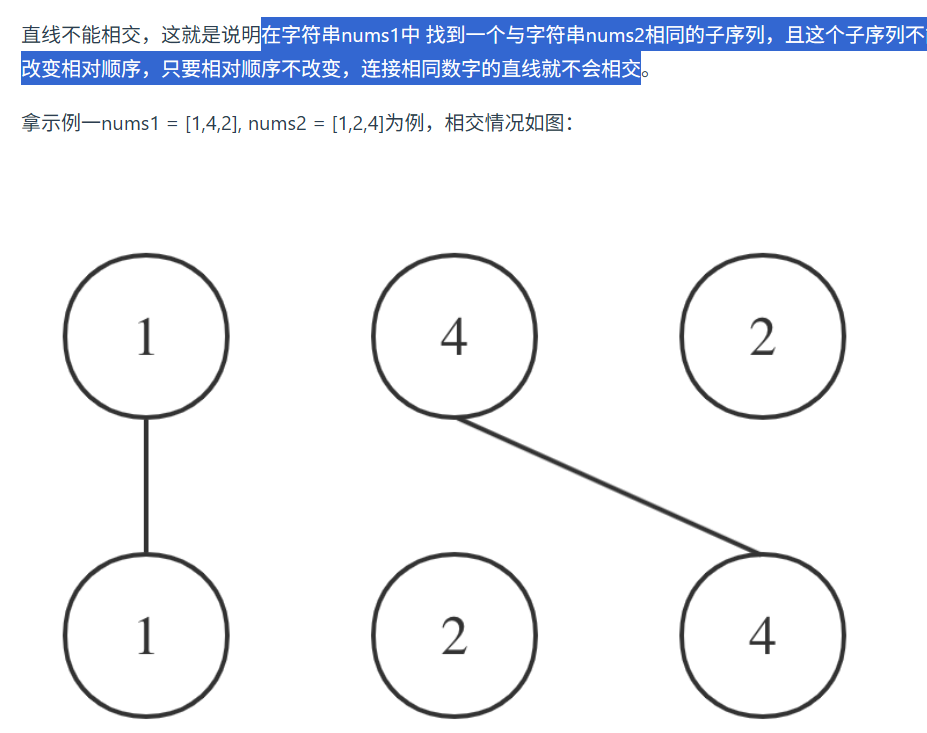 直线不能相交，这就是说明在字符串nums1中 找到一个与字符串nums2相同的子序列，且这个子序列不
改变相对顺序，只要相对顺序不改变，连接相同数字的直线就不会相交。
拿示例一nums1 = [1,4,2], nums2 = [1,2,4]为例，相交情况如图：
1 4 2
1 2 4